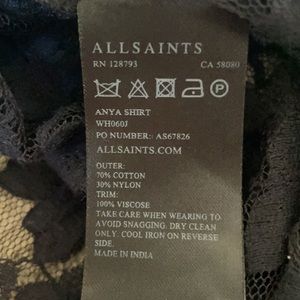 ALLSAINTS
RN 128793 CA 58080
P
ANYA SHIRT
WH060J
PO NUMBER: AS67826
ALLSAINTS.COM
OUTER:
70% COTTON
30% NYLON
TRIM:
100% VISCOSE
TAKE CARE WHEN WEARING TO
AVOID SNAGGING. DRY CLEAN
ONLY. COOL IRON ON REVERSE
SIDE.
MADE IN INDIA